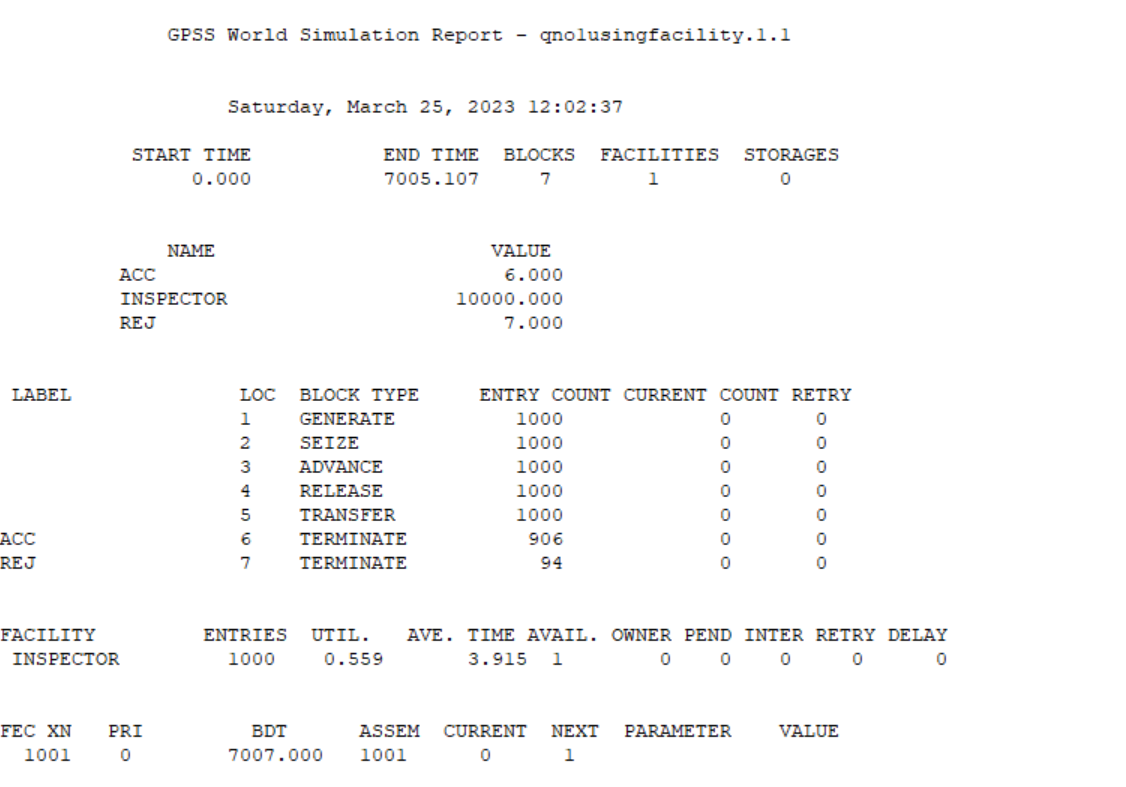 GPSS World Simulation Report - qnolusingfacility.1.1
Saturday, March 25, 2023 12:02:37
START TIME END TIME BLOCKS FACILITIES STORAGES
0.000 7005.107 7 1 0
NAME VALUE
ACC 6.000
INSPECTOR 10000.000
REJ 7.000
LABEL LOC BLOCK TYPE ENTRY COUNT CURRENT COUNT RETRY
1 GENERATE 1000 0 0
2 SEIZE 1000 0 0
3 ADVANCE 1000 0 0
4 RELEASE 1000 0 0
5 TRANSFER 1000 0 0
ACC 6 TERMINATE 906 0 0
REJ 7 TERMINATE 94 0 0
FACILITY ENTRIES UTIL. AVE. TIME AVAIL. OWNER PEND INTER RETRY DELAY
INSPECTOR 1000 0.559 3.915 1 0 0 0 0 0
FEC XN PRI BDT ASSEM CURRENT NEXT PARAMETER VALUE
1001 0 7007.000 1001 0 1